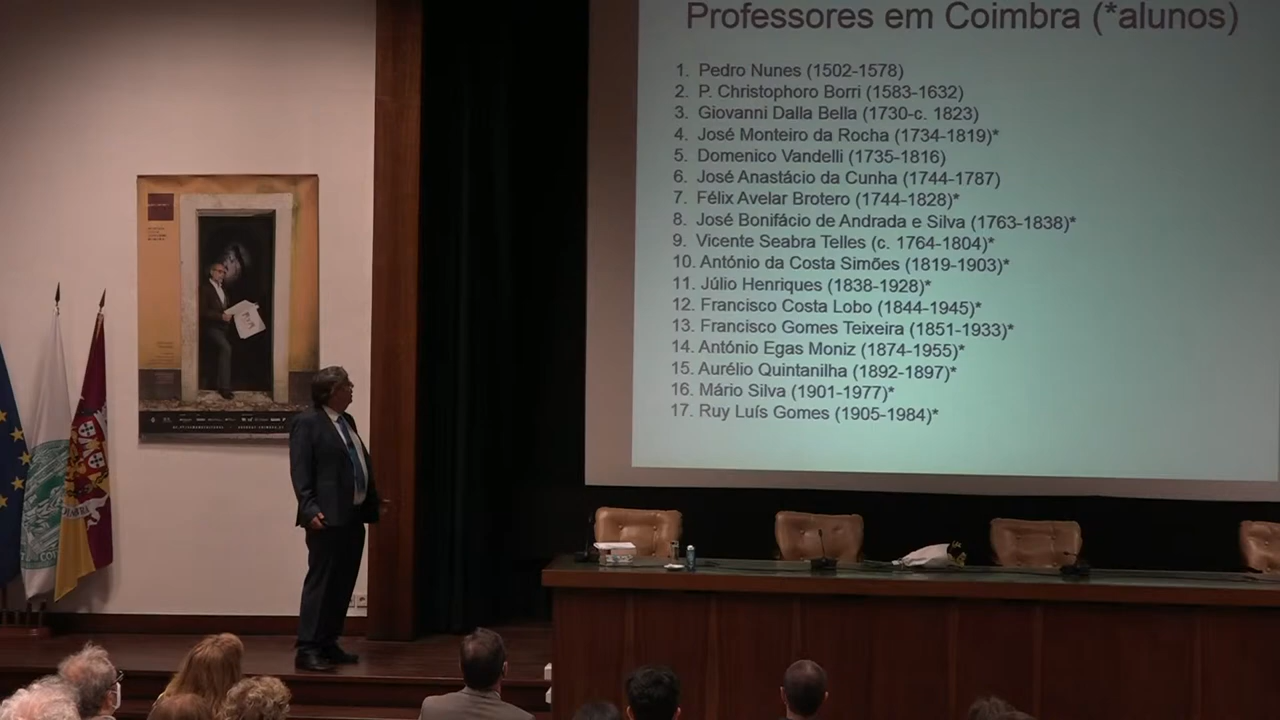 Professores em Coimbra (*alunos)
1. Pedro Nunes (1502-1578)
2. P. Christophoro Borri (1583-1632)
3. Giovanni Dalla Bella (1730-c. 1823)
4. José Monteiro da Rocha (1734-1819)*
5. Domenico Vandelli (1735-1816)
6. José Anastácio da Cunha (1744-1787)
7. Félix Avelar Brotero (1744-1828)*
8. José Bonifácio de Andrada e Silva (1763-1838)*
9. Vicente Seabra Telles (c. 1764-1804)*
10. António da Costa Simões (1819-1903)*
11. Júlio Henriques (1838-1928)*
12. Francisco Costa Lobo (1844-1945)*
13. Francisco Gomes Teixeira (1851-1933)*
14. António Egas Moniz (1874-1955)*
15. Aurélio Quintanilha (1892-1897)*
16. Mário Silva (1901-1977)*
17. Ruy Luís Gomes (1905-1984)*